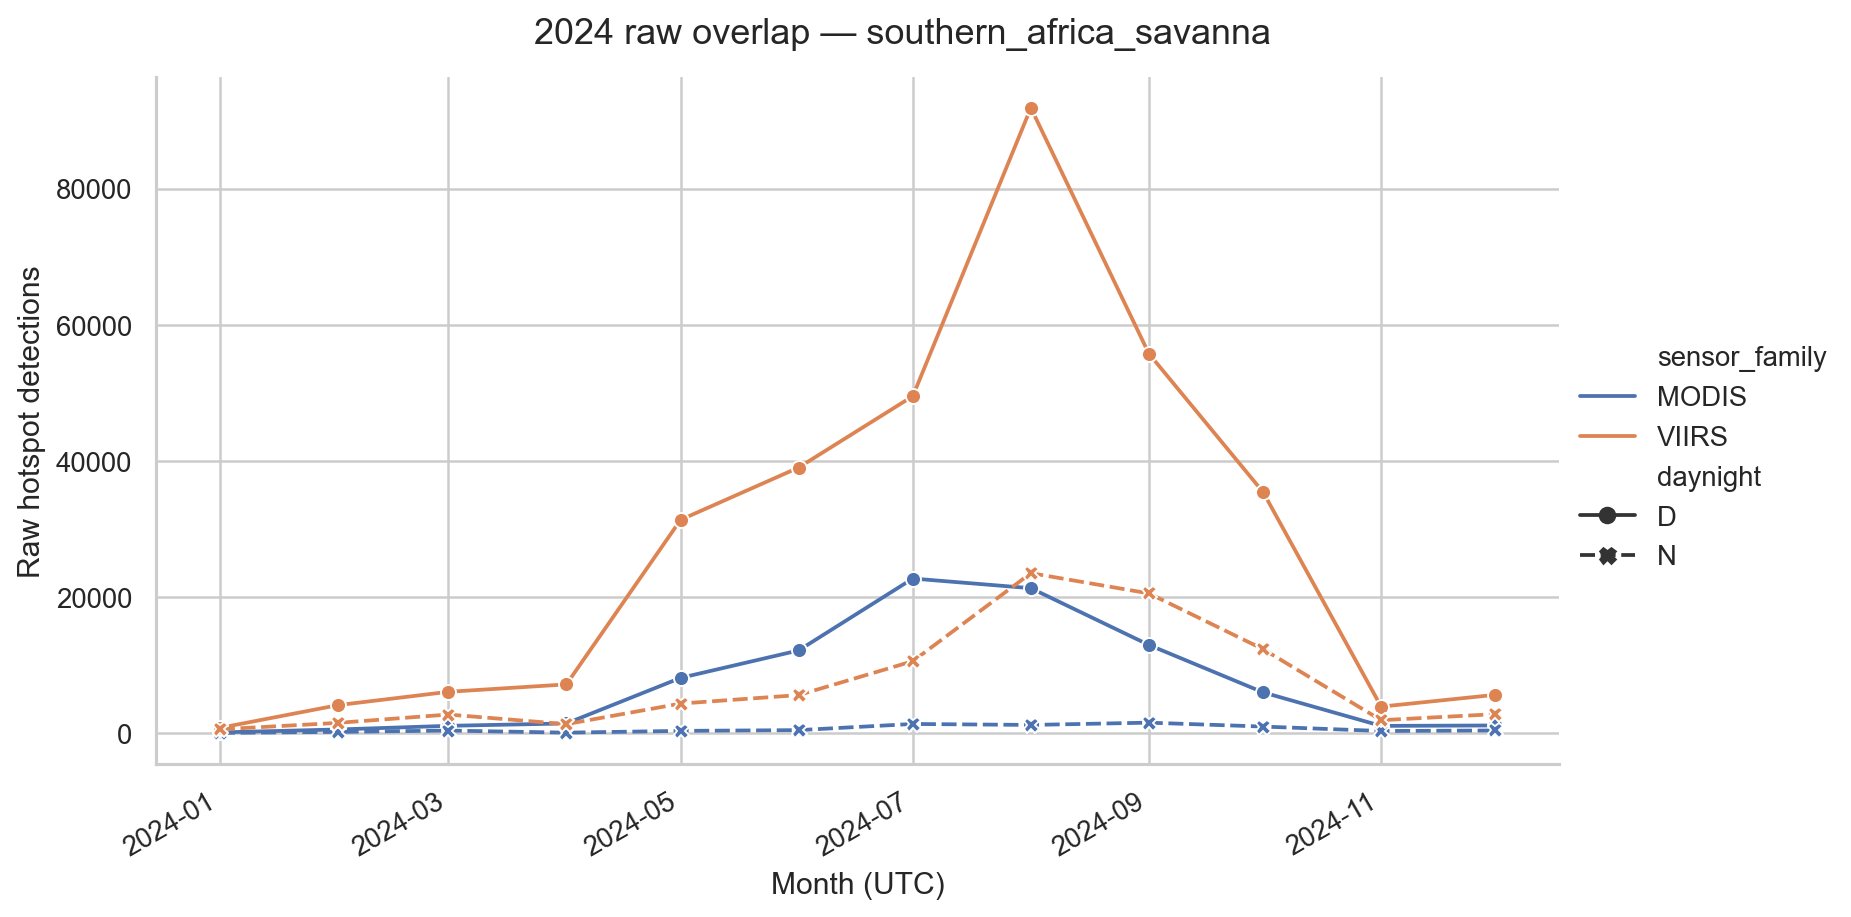 2024 raw overlap — southern_africa_savanna
Raw hotspot detections
80000
60000
40000
20000
0
2024-01
2024-03
2024-05
2024-07
2024-09
2024-11
Month (UTC)
sensor_family
MODIS
VIIRS
daynight
D
N